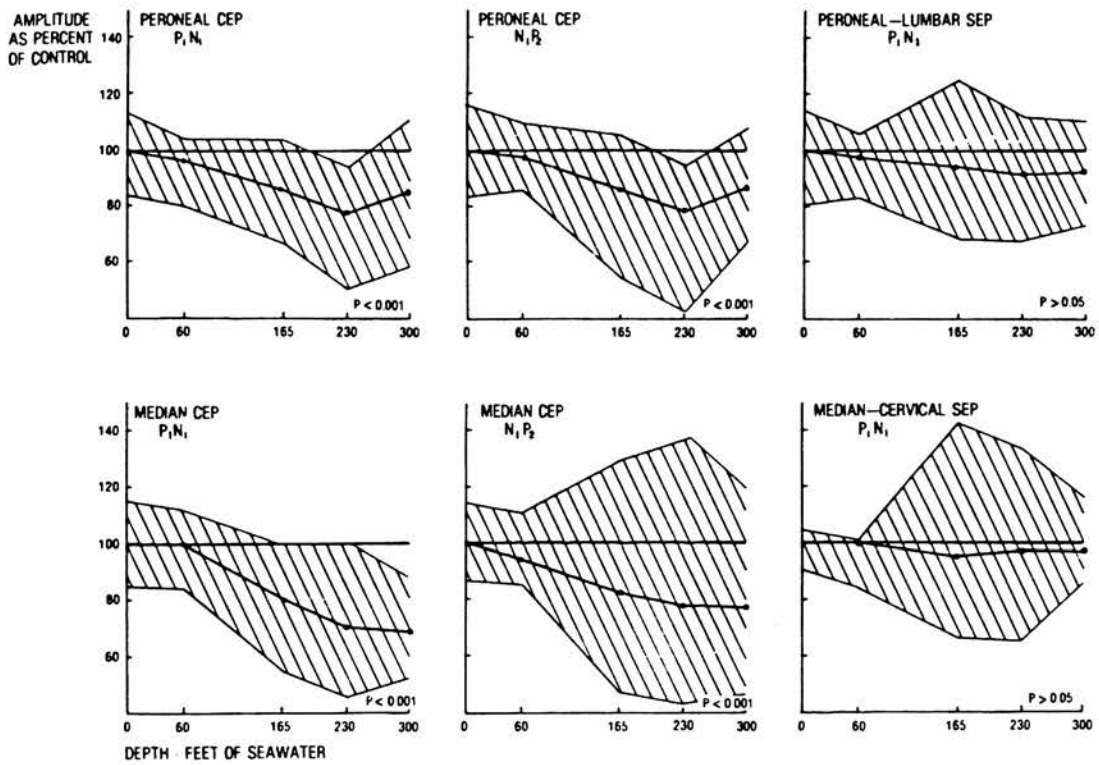 AMPLITUDE
AS PERCENT
OF CONTROL
PERONEAL CEP
P₁N₁
140
120
100
80
60
P < 0.001
0 60 165 230 300
PERONEAL CEP
N₁P₂
P < 0.001
0 60 165 230 300
PERONEAL–LUMBAR SEP
P₁N₁
P > 0.05
0 60 165 230 300
MEDIAN CEP
P₁N₁
140
120
100
80
60
P < 0.001
0 60 165 230 300
MEDIAN CEP
N₁P₂
P < 0.001
0 60 165 230 300
MEDIAN–CERVICAL SEP
P₁N₁
P > 0.05
0 60 165 230 300
DEPTH - FEET OF SEAWATER